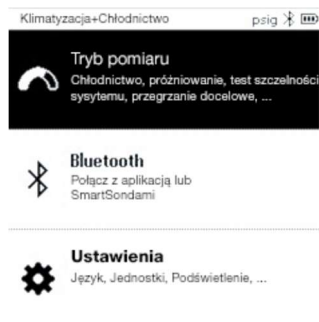 Klimatyzacja+Chłodnictwo psig
Tryb pomiaru
Chłodnictwo, próżniowanie, test szczelności
sysytemu, przegrzanie docelowe, ...
Bluetooth
Połącz z aplikacją lub
SmartSondami
Ustawienia
Język, Jednostki, Podświetlenie, ...